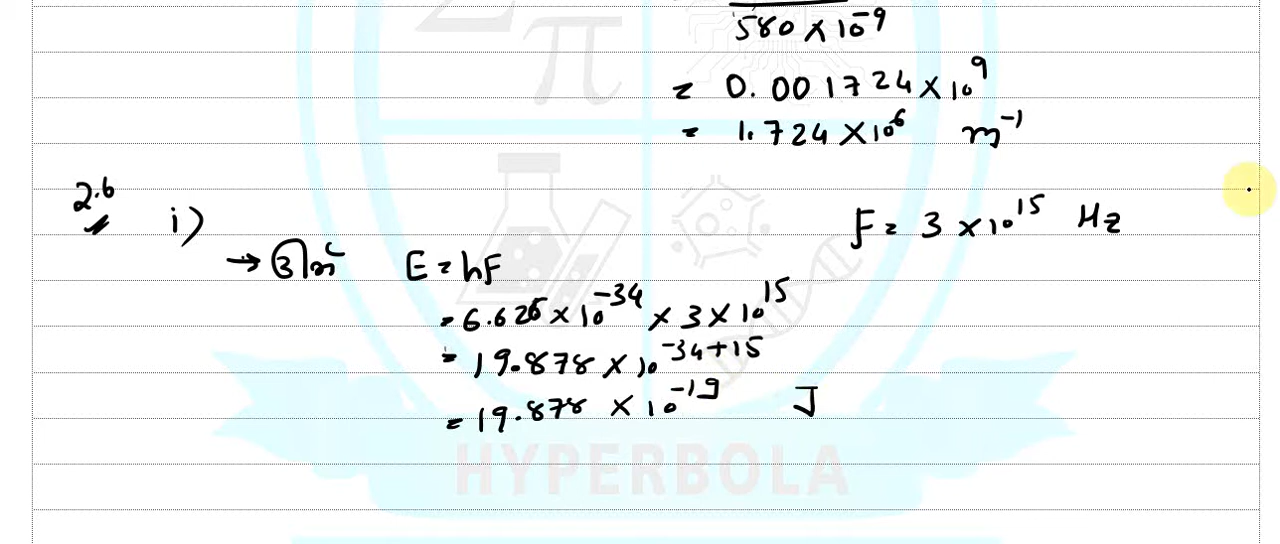 580 × 10⁻⁹
= 0.001724 × 10⁹
= 1.724 × 10⁶ m⁻¹
2.6 i) F = 3 × 10¹⁵ Hz
→ E = hF
= 6.626 × 10⁻³⁴ × 3 × 10¹⁵
= 19.878 × 10⁻³⁴⁺¹⁵
= 19.878 × 10⁻¹⁹ J
HYPERBOLA